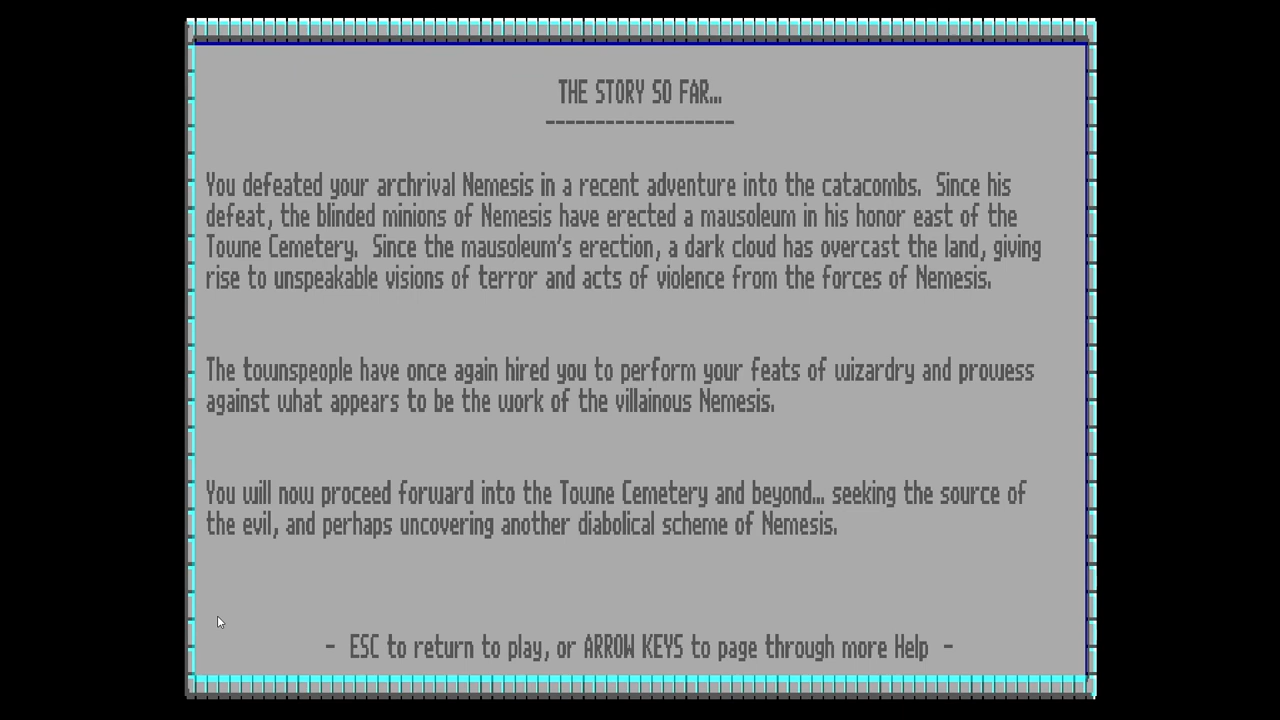 THE STORY SO FAR...
-------------------
You defeated your archrival Nemesis in a recent adventure into the catacombs.  Since his
defeat, the blinded minions of Nemesis have erected a mausoleum in his honor east of the
Towne Cemetery.  Since the mausoleum's erection, a dark cloud has overcast the land, giving
rise to unspeakable visions of terror and acts of violence from the forces of Nemesis.
The townspeople have once again hired you to perform your feats of wizardry and prowess
against what appears to be the work of the villainous Nemesis.
You will now proceed forward into the Towne Cemetery and beyond... seeking the source of
the evil, and perhaps uncovering another diabolical scheme of Nemesis.
- ESC to return to play, or ARROW KEYS to page through more Help -